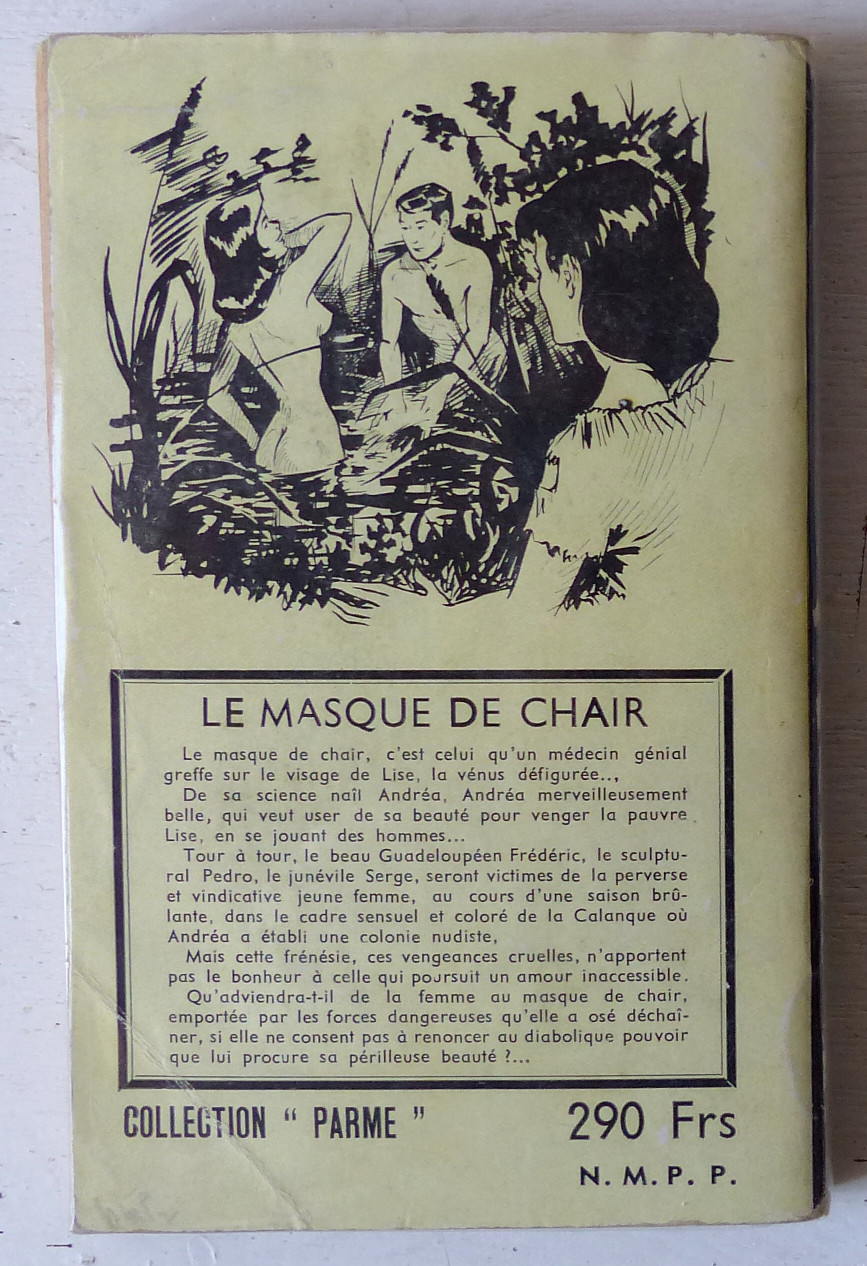 LE MASQUE DE CHAIR
Le masque de chair, c'est celui qu'un médecin génial
greffe sur le visage de Lise, la vénus défigurée..,
De sa science naîl Andréa, Andréa merveilleusement
belle, qui veut user de sa beauté pour venger la pauvre
Lise, en se jouant des hommes...
Tour à tour, le beau Guadeloupéen Frédéric, le sculptu-
ral Pedro, le junévile Serge, seront victimes de la perverse
et vindicative jeune femme, au cours d'une saison brû-
lante, dans le cadre sensuel et coloré de la Calanque où
Andréa a établi une colonie nudiste,
Mais cette frénésie, ces vengeances cruelles, n'apportent
pas le bonheur à celle qui poursuit un amour inaccessible.
Qu'adviendra-t-il de la femme au masque de chair,
emportée par les forces dangereuses qu'elle a osé déchaî-
ner, si elle ne consent pas à renoncer au diabolique pouvoir
que lui procure sa périlleuse beauté ?...
COLLECTION " PARME "
290 Frs
N. M. P. P.